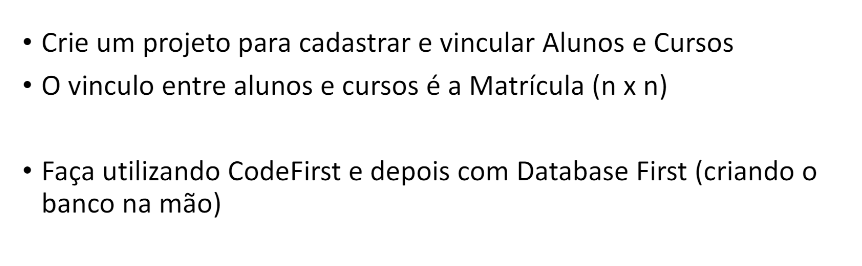 • Crie um projeto para cadastrar e vincular Alunos e Cursos
• O vinculo entre alunos e cursos é a Matrícula (n x n)
• Faça utilizando CodeFirst e depois com Database First (criando o
banco na mão)